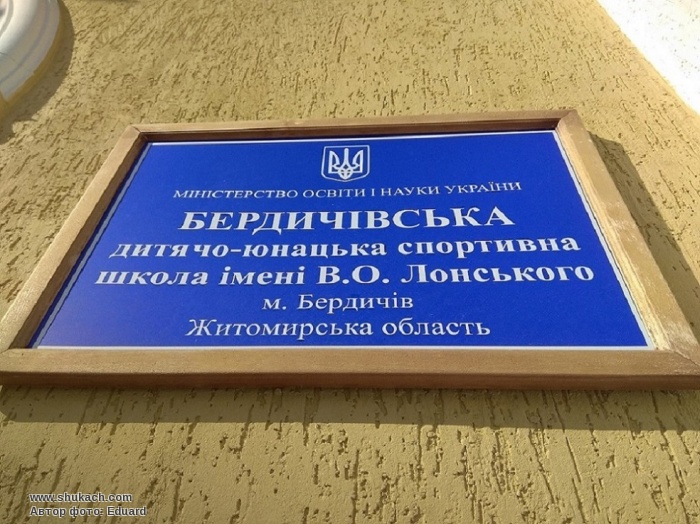 МІНІСТЕРСТВО ОСВІТИ І НАУКИ УКРАЇНИ
БЕРДИЧІВСЬКА
дитячо-юнацька спортивна
школа імені В.О. Лонського
м. Бердичів
Житомирська область
www.shukach.com
Автор фото: Eduard